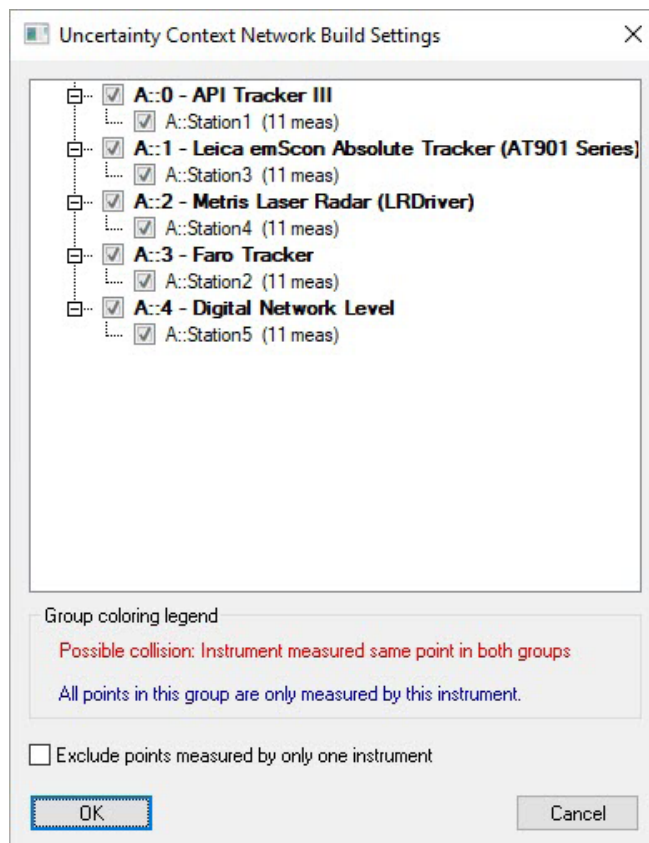 Uncertainty Context Network Build Settings
A::0 - API Tracker III
A::Station1 (11 meas)
A::1 - Leica emScon Absolute Tracker (AT901 Series)
A::Station3 (11 meas)
A::2 - Metris Laser Radar (LRDriver)
A::Station4 (11 meas)
A::3 - Faro Tracker
A::Station2 (11 meas)
A::4 - Digital Network Level
A::Station5 (11 meas)
Group coloring legend
Possible collision: Instrument measured same point in both groups
All points in this group are only measured by this instrument.
Exclude points measured by only one instrument
OK Cancel